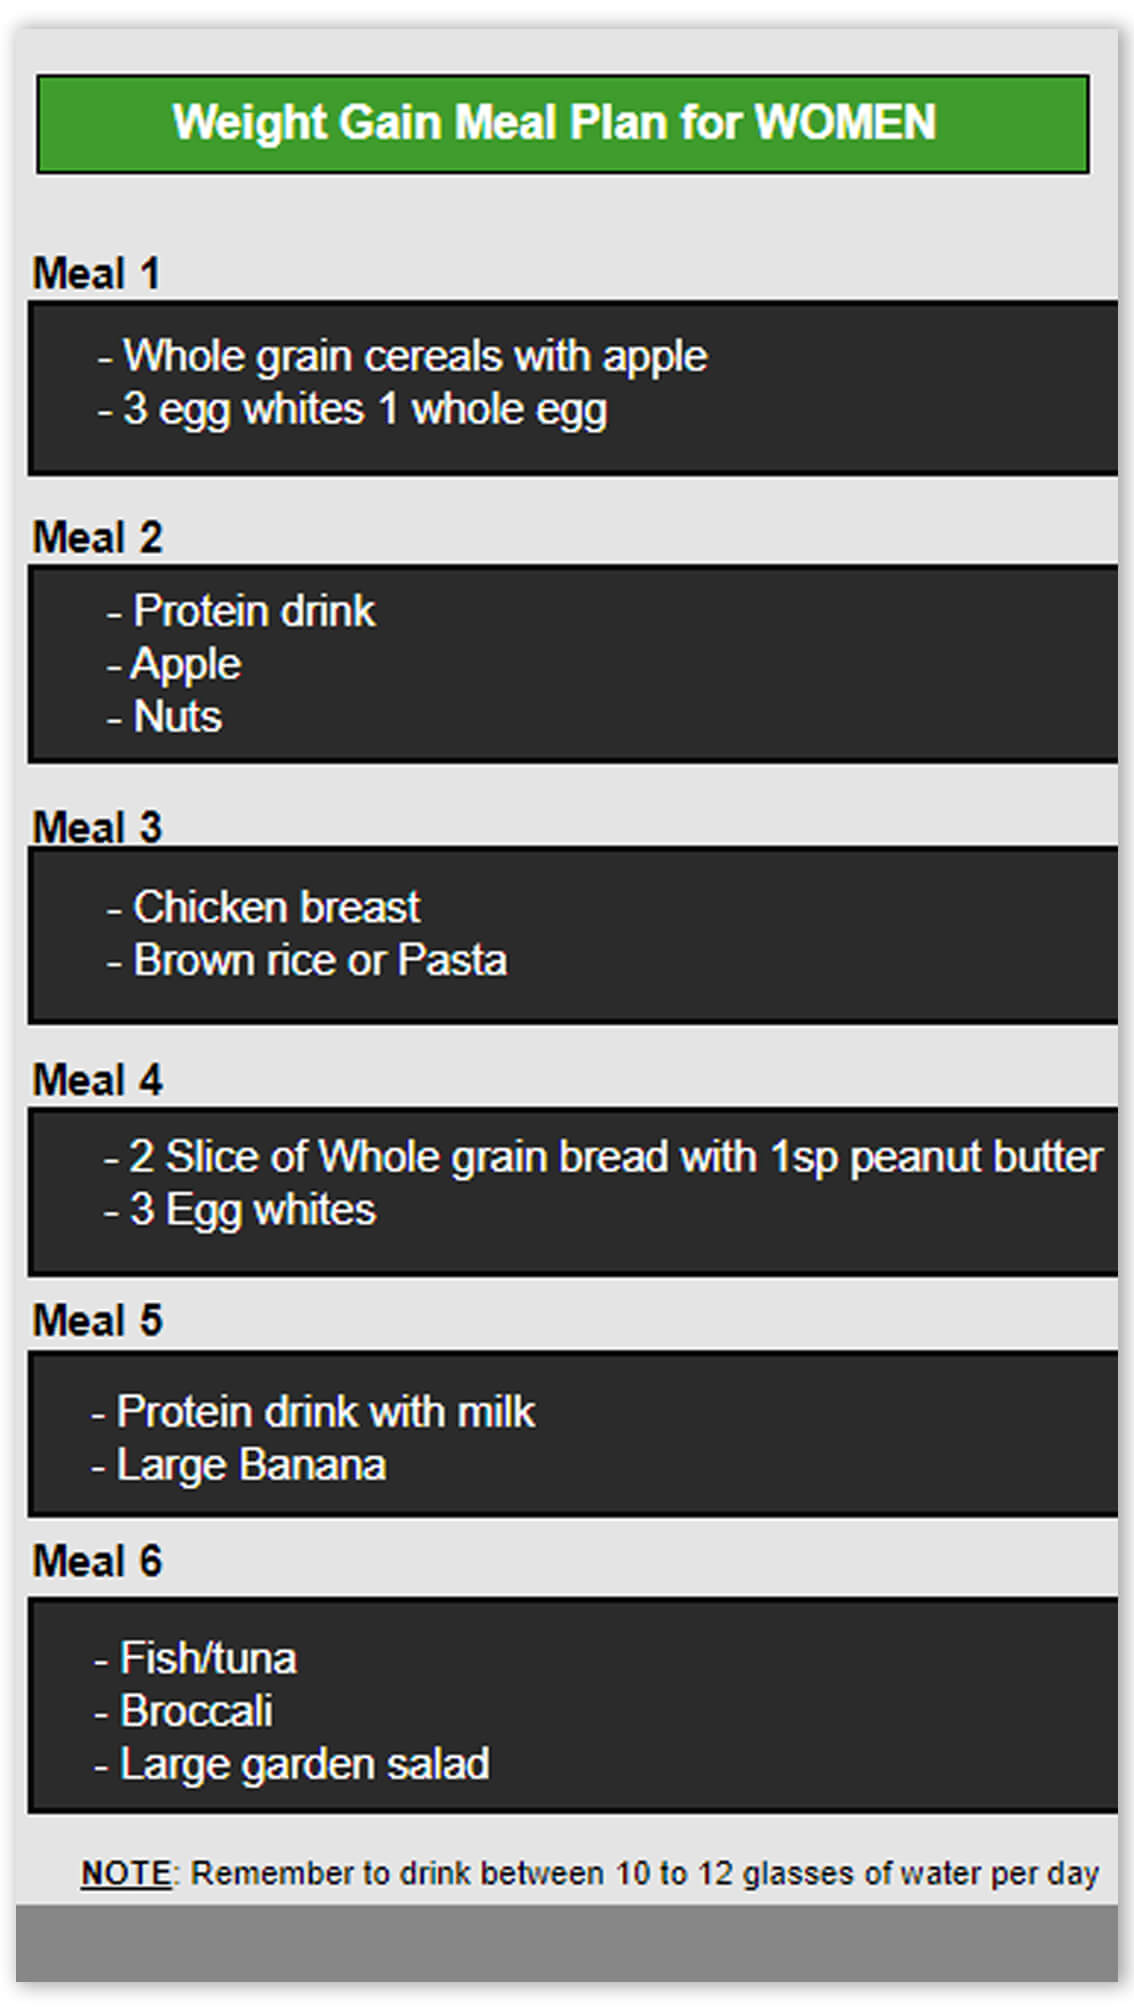 Weight Gain Meal Plan for WOMEN
Meal 1
- Whole grain cereals with apple
- 3 egg whites 1 whole egg
Meal 2
- Protein drink
- Apple
- Nuts
Meal 3
- Chicken breast
- Brown rice or Pasta
Meal 4
- 2 Slice of Whole grain bread with 1sp peanut butter
- 3 Egg whites
Meal 5
- Protein drink with milk
- Large Banana
Meal 6
- Fish/tuna
- Broccali
- Large garden salad
NOTE: Remember to drink between 10 to 12 glasses of water per day